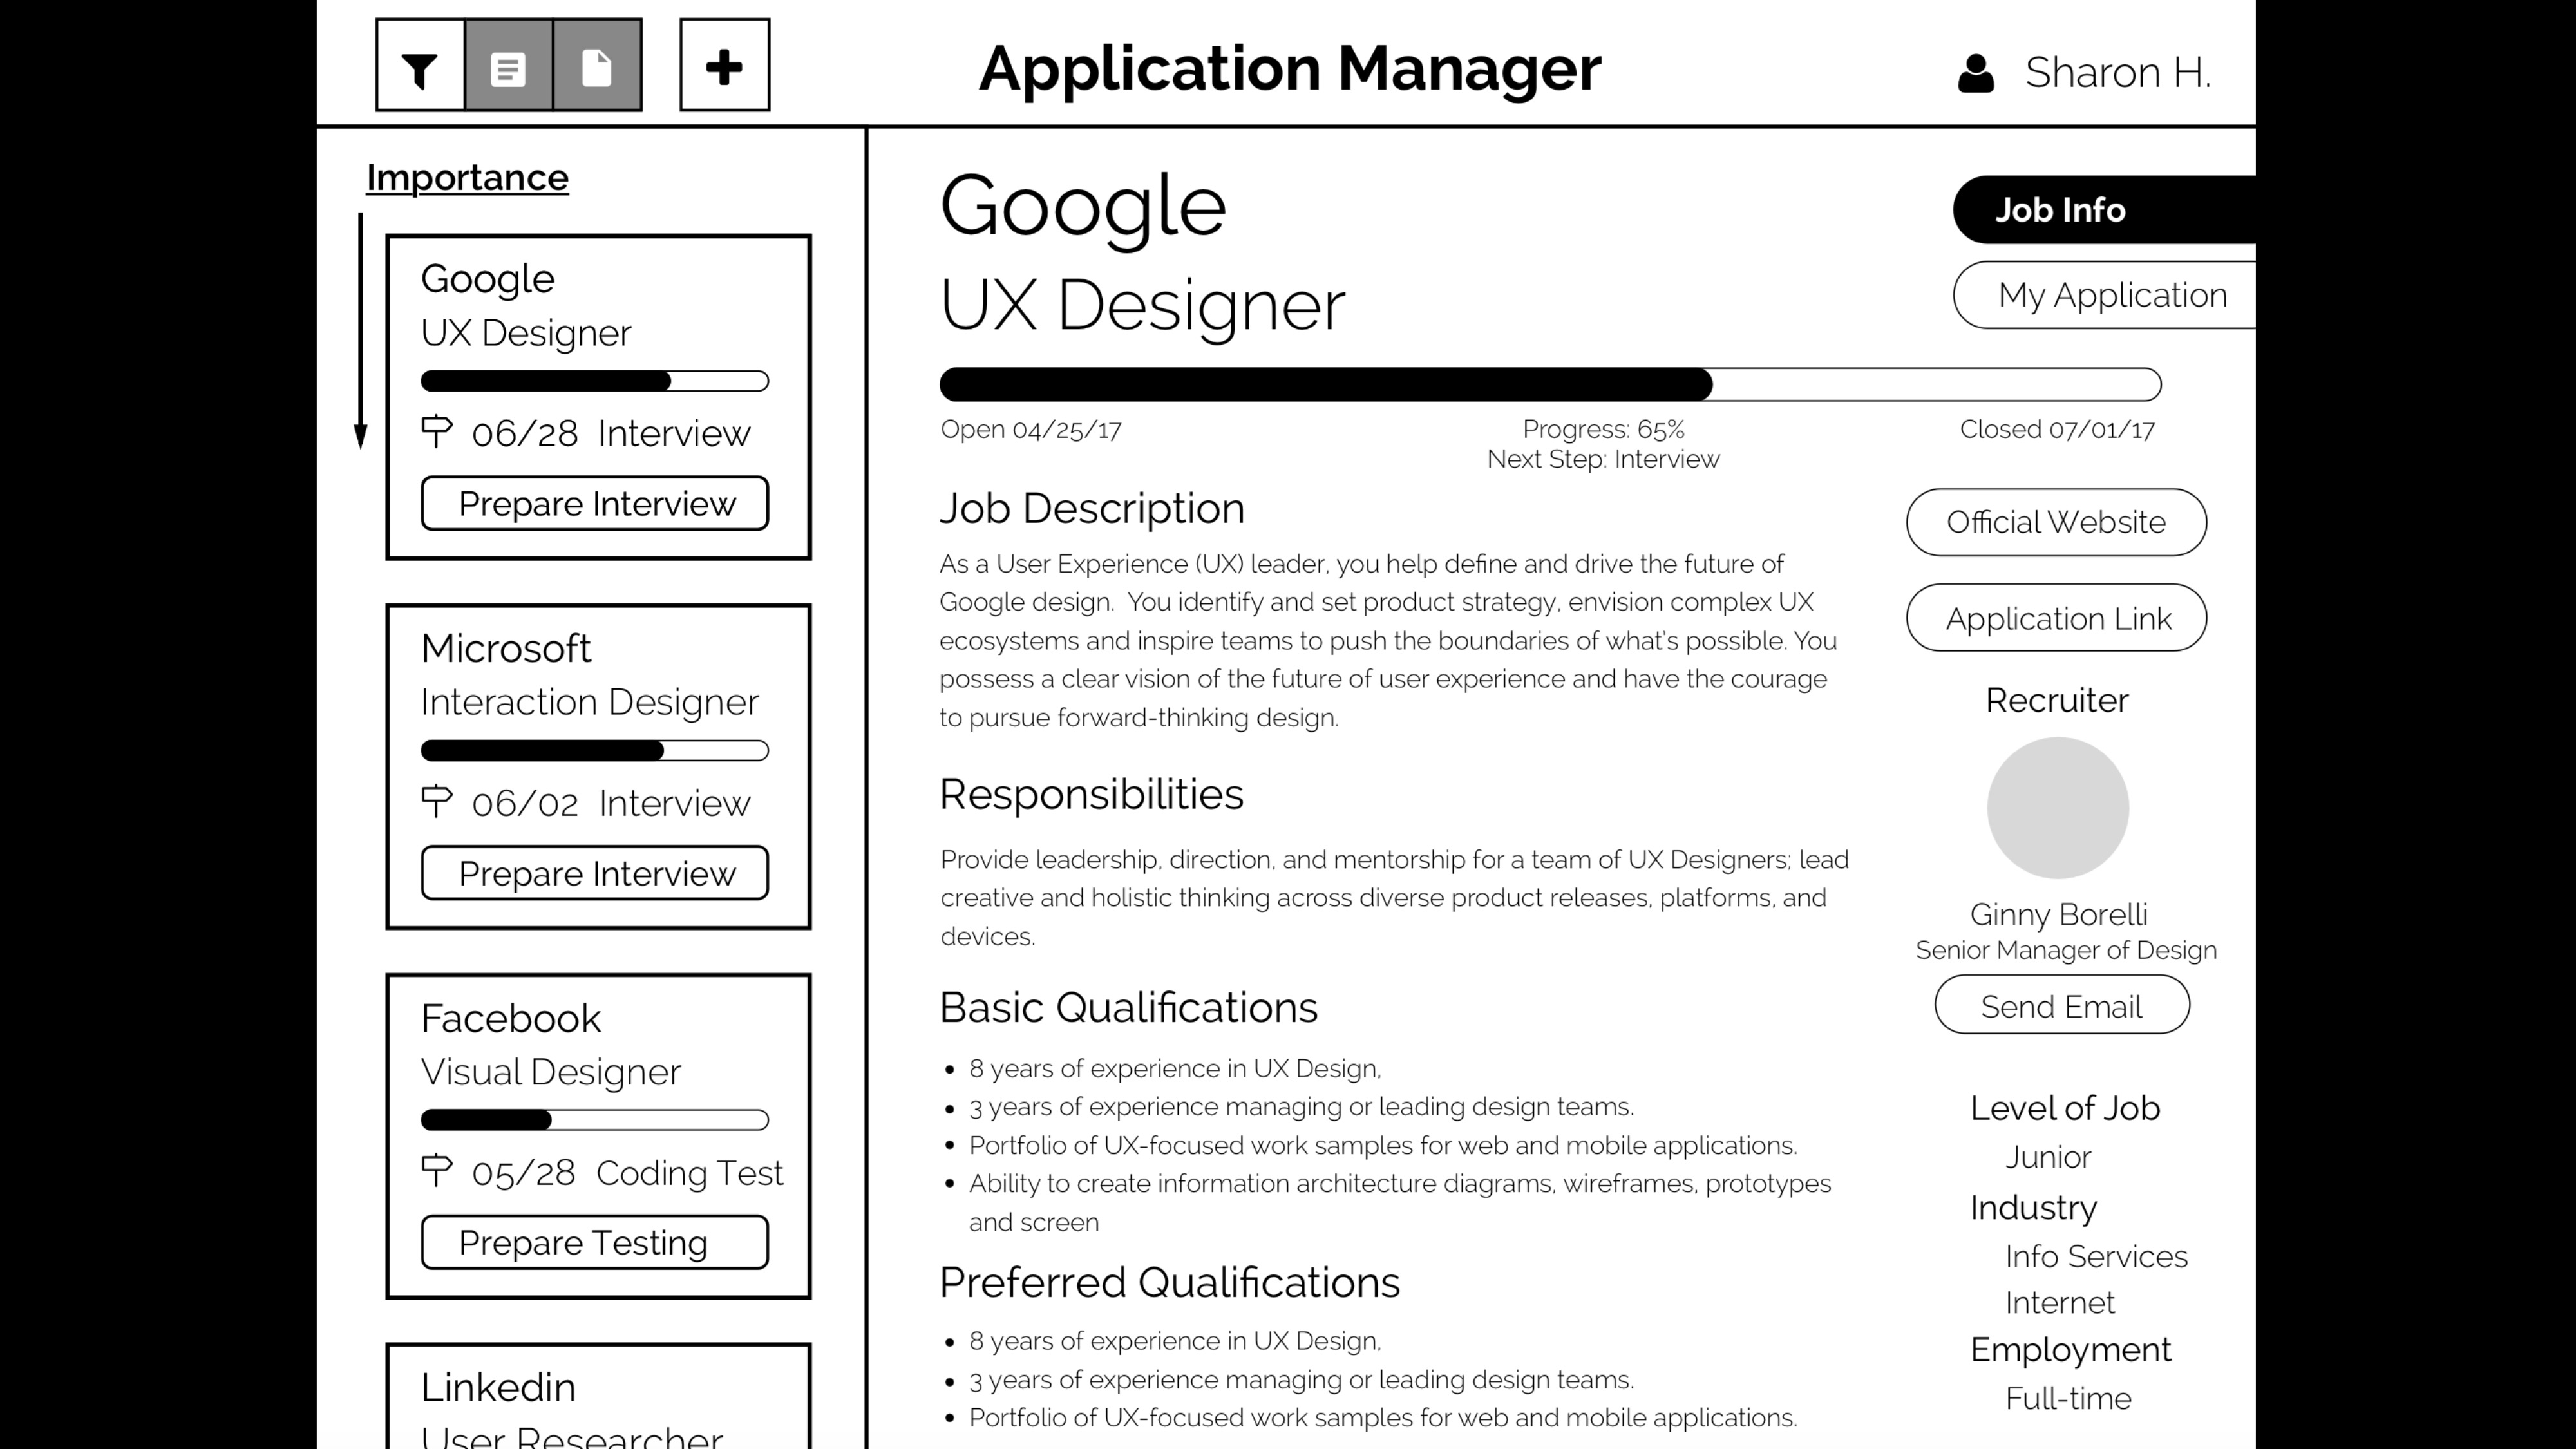 Application Manager
Sharon H.
Importance
Google
UX Designer
06/28 Interview
Prepare Interview
Microsoft
Interaction Designer
06/02 Interview
Prepare Interview
Facebook
Visual Designer
05/28 Coding Test
Prepare Testing
Linkedin
User Researcher
Google
UX Designer
Job Info
My Application
Open 04/25/17
Progress: 65%
Next Step: Interview
Closed 07/01/17
Job Description
As a User Experience (UX) leader, you help define and drive the future of
Google design. You identify and set product strategy, envision complex UX
ecosystems and inspire teams to push the boundaries of what's possible. You
possess a clear vision of the future of user experience and have the courage
to pursue forward-thinking design.
Responsibilities
Provide leadership, direction, and mentorship for a team of UX Designers; lead
creative and holistic thinking across diverse product releases, platforms, and
devices.
Basic Qualifications
• 8 years of experience in UX Design,
• 3 years of experience managing or leading design teams.
• Portfolio of UX-focused work samples for web and mobile applications.
• Ability to create information architecture diagrams, wireframes, prototypes
and screen
Preferred Qualifications
• 8 years of experience in UX Design,
• 3 years of experience managing or leading design teams.
• Portfolio of UX-focused work samples for web and mobile applications.
Official Website
Application Link
Recruiter
Ginny Borelli
Senior Manager of Design
Send Email
Level of Job
Junior
Industry
Info Services
Internet
Employment
Full-time